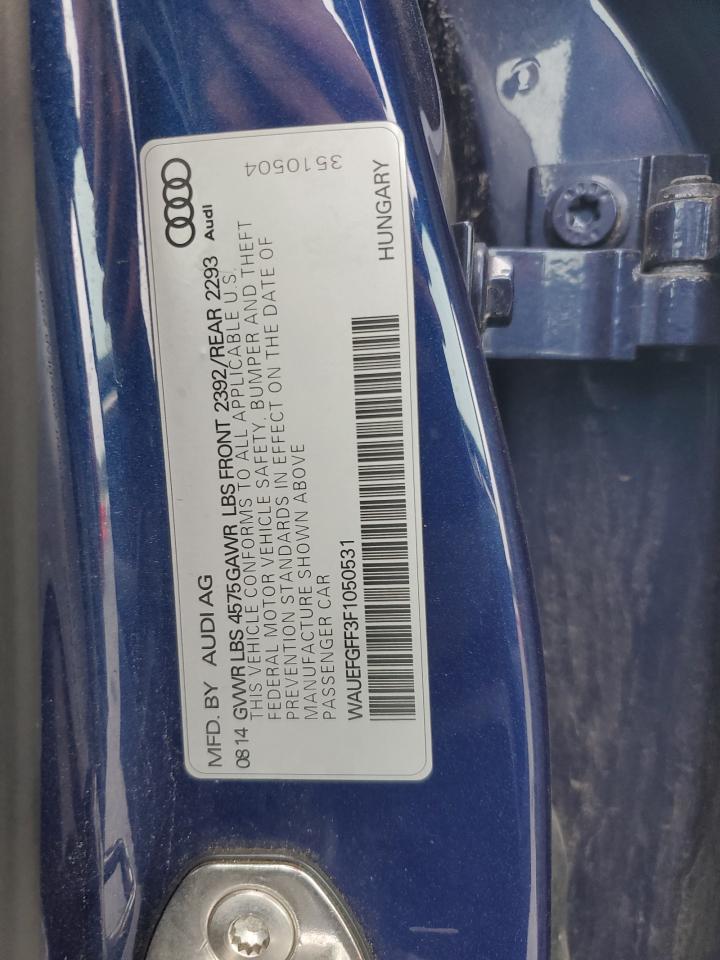 Audi
3510504
MFD. BY AUDI AG
0814 GVWR LBS 4575 GAWR LBS FRONT 2392/REAR 2293
THIS VEHICLE CONFORMS TO ALL APPLICABLE U.S.
FEDERAL MOTOR VEHICLE SAFETY, BUMPER AND THEFT
PREVENTION STANDARDS IN EFFECT ON THE DATE OF
MANUFACTURE SHOWN ABOVE
PASSENGER CAR
WAUEFGFF3F1050531
HUNGARY